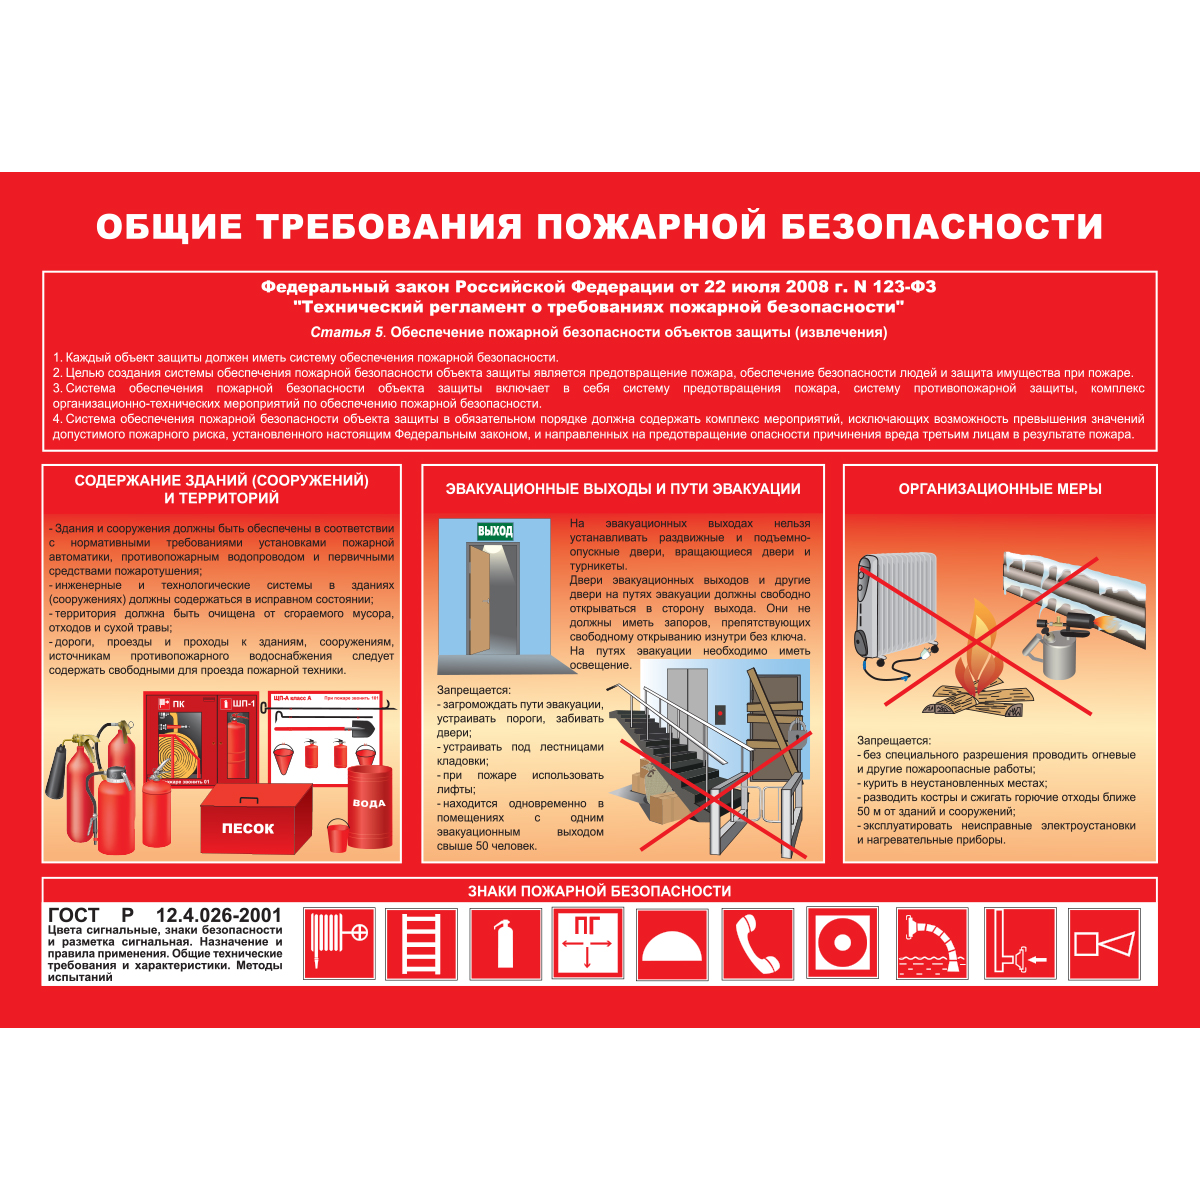 ОБЩИЕ ТРЕБОВАНИЯ ПОЖАРНОЙ БЕЗОПАСНОСТИ
Федеральный закон Российской Федерации от 22 июля 2008 г. N 123-ФЗ
"Технический регламент о требованиях пожарной безопасности"
Статья 5. Обеспечение пожарной безопасности объектов защиты (извлечения)
1. Каждый объект защиты должен иметь систему обеспечения пожарной безопасности.
2. Целью создания системы обеспечения пожарной безопасности объекта защиты является предотвращение пожара, обеспечение безопасности людей и защита имущества при пожаре.
3. Система обеспечения пожарной безопасности объекта защиты включает в себя систему предотвращения пожара, систему противопожарной защиты, комплекс
организационно-технических мероприятий по обеспечению пожарной безопасности.
4. Система обеспечения пожарной безопасности объекта защиты в обязательном порядке должна содержать комплекс мероприятий, исключающих возможность превышения значений
допустимого пожарного риска, установленного настоящим Федеральным законом, и направленных на предотвращение опасности причинения вреда третьим лицам в результате пожара.
СОДЕРЖАНИЕ ЗДАНИЙ (СООРУЖЕНИЙ)
И ТЕРРИТОРИЙ
- Здания и сооружения должны быть обеспечены в соответствии
с нормативными требованиями установками пожарной
автоматики, противопожарным водопроводом и первичными
средствами пожаротушения;
- инженерные и технологические системы в зданиях
(сооружениях) должны содержаться в исправном состоянии;
- территория должна быть очищена от сгораемого мусора,
отходов и сухой травы;
- дороги, проезды и проходы к зданиям, сооружениям,
источникам противопожарного водоснабжения следует
содержать свободными для проезда пожарной техники.
ПК
ШП-1
ЩП-А класс А
При пожаре звонить 101
пожаре звонить 01
ПЕСОК
ВОДА
ЭВАКУАЦИОННЫЕ ВЫХОДЫ И ПУТИ ЭВАКУАЦИИ
ВЫХОД
На эвакуационных выходах нельзя
устанавливать раздвижные и подъемно-
опускные двери, вращающиеся двери и
турникеты.
Двери эвакуационных выходов и другие
двери на путях эвакуации должны свободно
открываться в сторону выхода. Они не
должны иметь запоров, препятствующих
свободному открыванию изнутри без ключа.
На путях эвакуации необходимо иметь
освещение.
Запрещается:
- загромождать пути эвакуации,
устраивать пороги, забивать
двери;
- устраивать под лестницами
кладовки;
- при пожаре использовать
лифты;
- находится одновременно в
помещениях с одним
эвакуационным выходом
свыше 50 человек.
ОРГАНИЗАЦИОННЫЕ МЕРЫ
Запрещается:
- без специального разрешения проводить огневые
и другие пожароопасные работы;
- курить в неустановленных местах;
- разводить костры и сжигать горючие отходы ближе
50 м от зданий и сооружений;
- эксплуатировать неисправные электроустановки
и нагревательные приборы.
ЗНАКИ ПОЖАРНОЙ БЕЗОПАСНОСТИ
ГОСТ Р 12.4.026-2001
Цвета сигнальные, знаки безопасности
и разметка сигнальная. Назначение и
правила применения. Общие технические
требования и характеристики. Методы
испытаний
ПГ